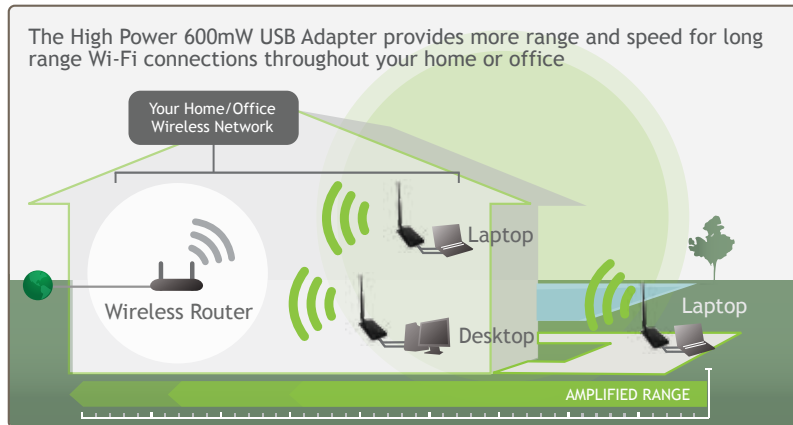 The High Power 600mW USB Adapter provides more range and speed for long
range Wi-Fi connections throughout your home or office
Your Home/Office
Wireless Network
Laptop
Wireless Router
Desktop
Laptop
AMPLIFIED RANGE